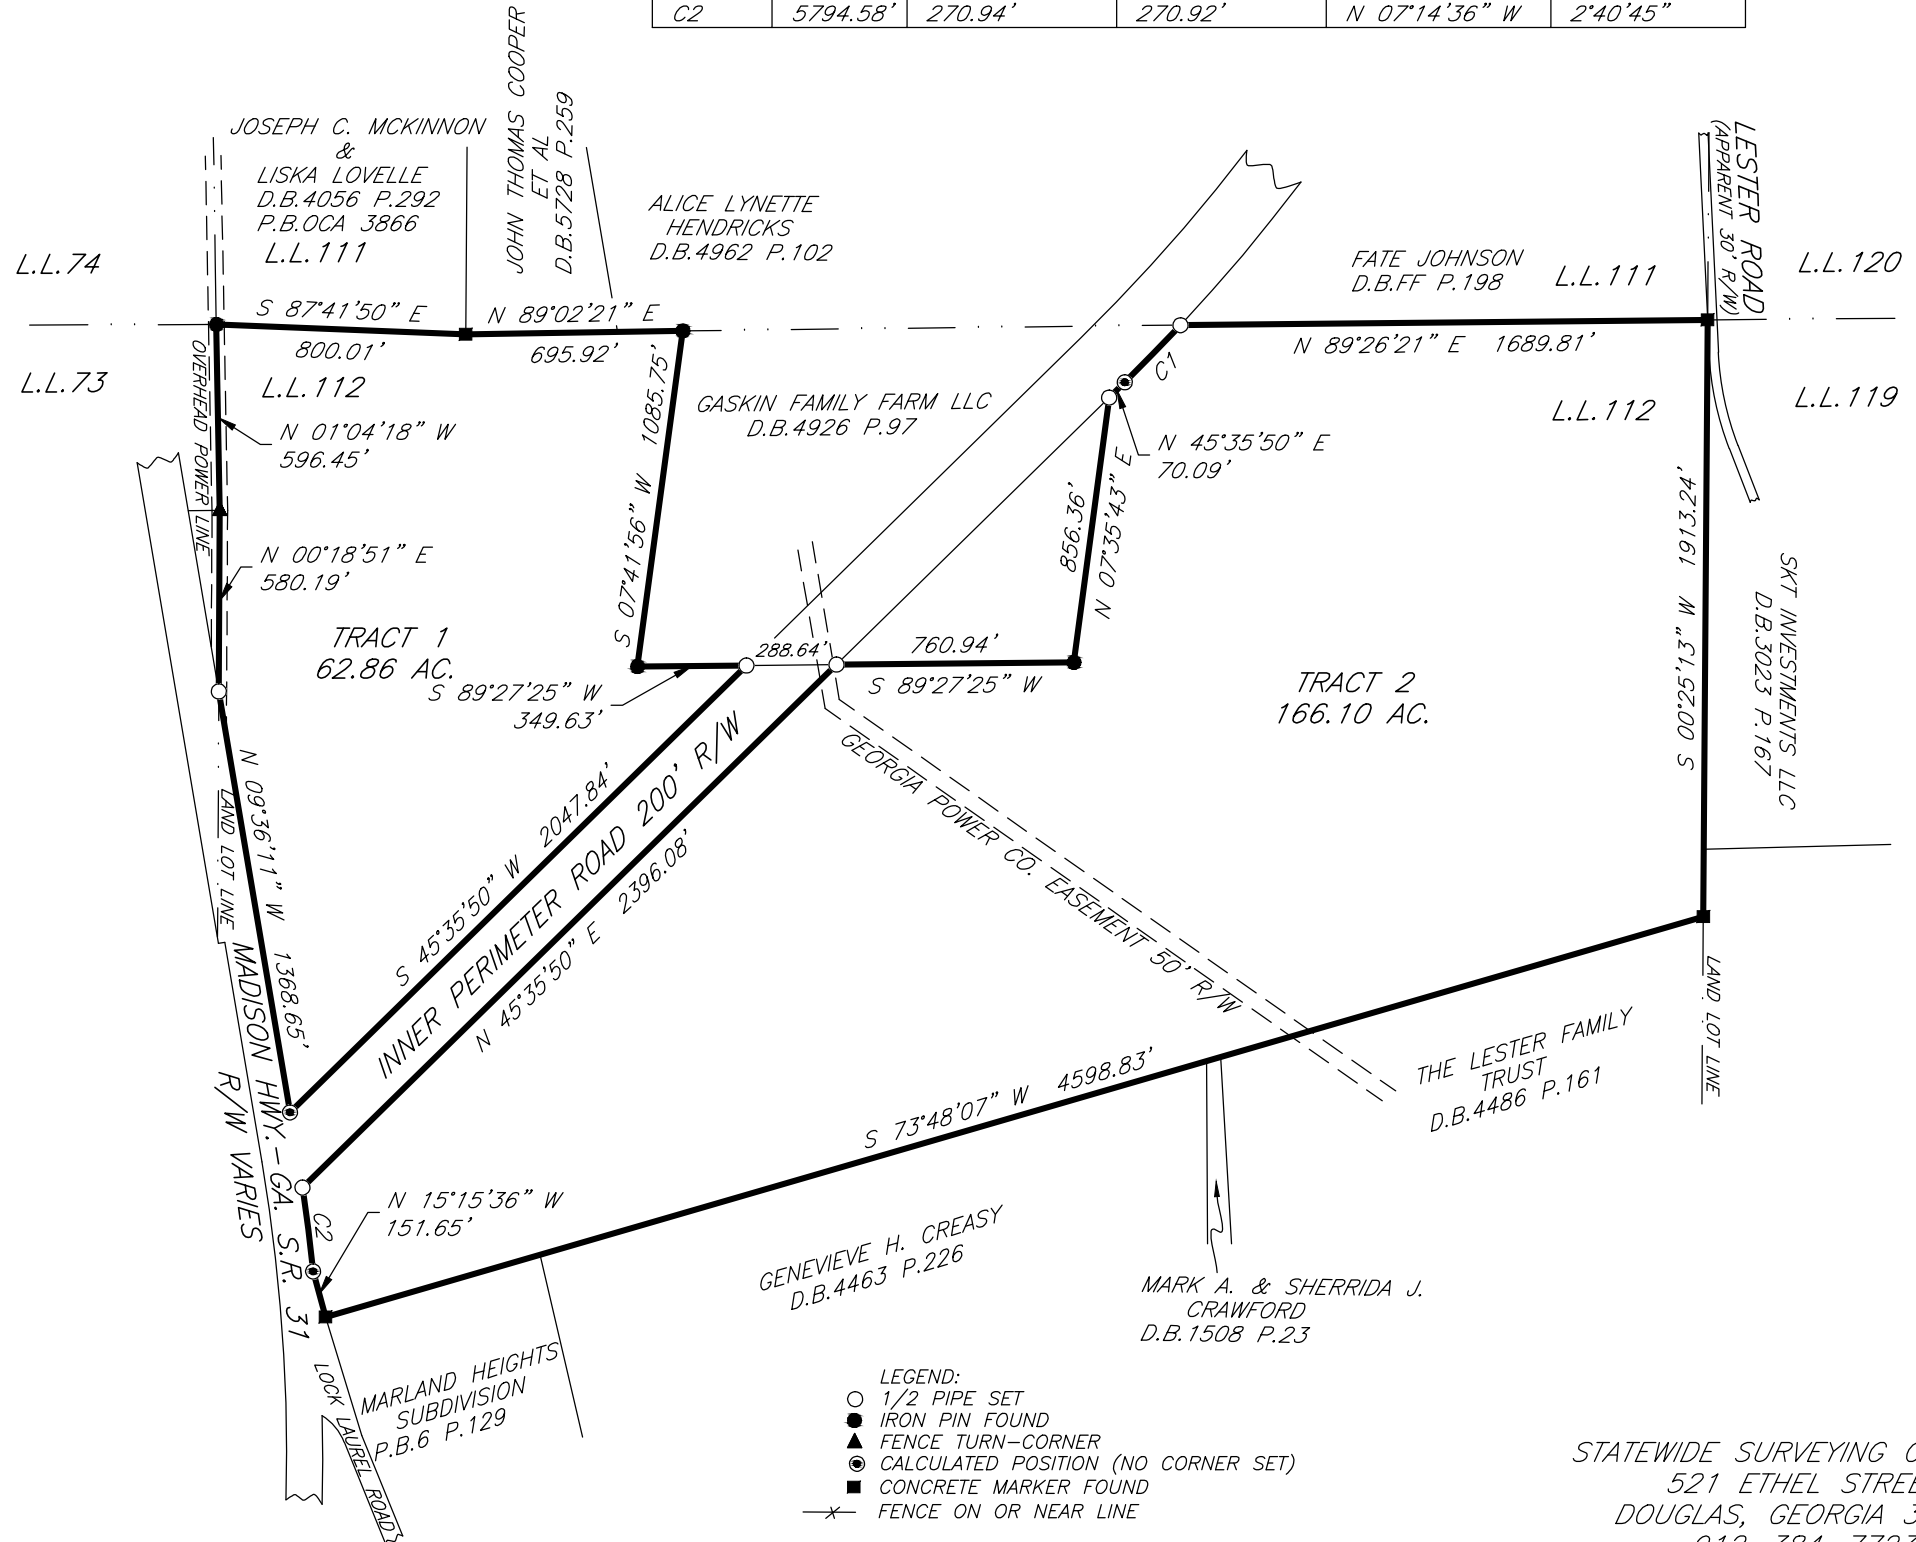 C2 5794.58' 270.94' 270.92' N 07°14'36" W 2°40'45"
JOSEPH C. MCKINNON
&
LISKA LOVELLE
D.B.4056 P.292
P.B.OCA 3866
L.L.111
JOHN THOMAS COOPER
ET AL
D.B.5728 P.259
ALICE LYNETTE
HENDRICKS
D.B.4962 P.102
FATE JOHNSON
D.B.FF P.198
L.L.111
LESTER ROAD
(APPARENT 30' R/W)
L.L.120
L.L.74
L.L.73
L.L.112
S 87°41'50" E
800.01'
N 89°02'21" E
695.92'
N 89°26'21" E 1689.81'
C1
L.L.112
L.L.119
OVERHEAD POWER LINE
N 01°04'18" W
596.45'
N 00°18'51" E
580.19'
S 07°41'56" W 1085.75'
GASKIN FAMILY FARM LLC
D.B.4926 P.97
N 45°35'50" E
70.09'
856.36'
N 07°35'43" E
S 00°25'13" W 1913.24'
SKT INVESTMENTS LLC
D.B.3023 P.167
TRACT 1
62.86 AC.
S 89°27'25" W
349.63'
288.64'
760.94'
S 89°27'25" W
TRACT 2
166.10 AC.
N 09°36'11" W 1368.65'
LAND LOT LINE
S 45°35'50" W 2047.84'
INNER PERIMETER ROAD 200' R/W
N 45°35'50" E 2396.08'
GEORGIA POWER CO. EASEMENT 50' R/W
MADISON HWY.-GA. S.R. 31
R/W VARIES
LAND LOT LINE
S 73°48'07" W 4598.83'
THE LESTER FAMILY
TRUST
D.B.4486 P.161
C2
N 15°15'36" W
151.65'
GENEVIEVE H. CREASY
D.B.4463 P.226
MARK A. & SHERRIDA J.
CRAWFORD
D.B.1508 P.23
MARLAND HEIGHTS
SUBDIVISION
P.B.6 P.129
LOCK LAUREL ROAD
LEGEND:
1/2 PIPE SET
IRON PIN FOUND
FENCE TURN-CORNER
CALCULATED POSITION (NO CORNER SET)
CONCRETE MARKER FOUND
FENCE ON OR NEAR LINE
STATEWIDE SURVEYING
521 ETHEL
DOUGLAS, GEORGIA